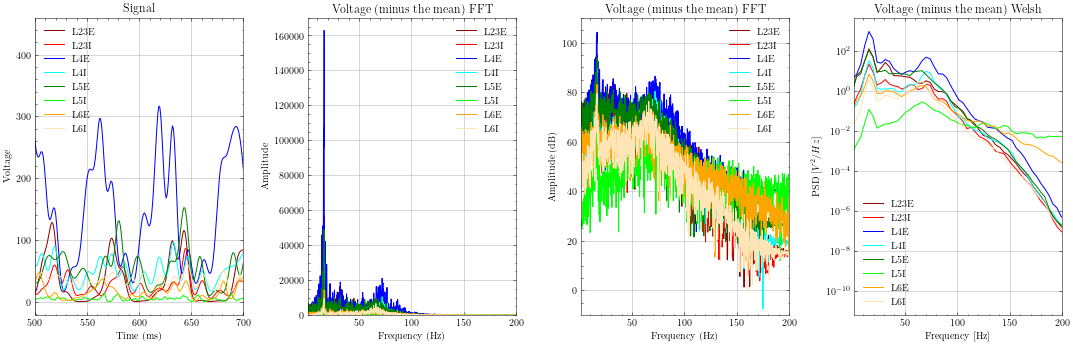 Signal
Voltage
400
300
200
100
0
500
550
600
650
700
Time (ms)
L23E
L23I
L4E
L4I
L5E
L5I
L6E
L6I
Voltage (minus the mean) FFT
Amplitude
160000
140000
120000
100000
80000
60000
40000
20000
0
50
100
150
200
Frequency (Hz)
L23E
L23I
L4E
L4I
L5E
L5I
L6E
L6I
Voltage (minus the mean) FFT
Amplitude (dB)
100
80
60
40
20
0
50
100
150
200
Frequency (Hz)
L23E
L23I
L4E
L4I
L5E
L5I
L6E
L6I
Voltage (minus the mean) Welsh
PSD [V^2/Hz]
10^2
10^0
10^−2
10^−4
10^−6
10^−8
10^−10
50
100
150
200
Frequency [Hz]
L23E
L23I
L4E
L4I
L5E
L5I
L6E
L6I